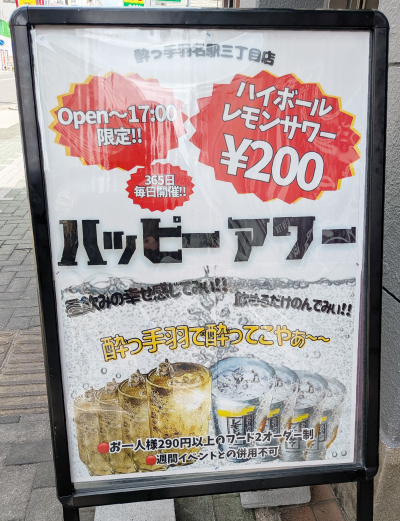 酔っ手羽名駅三丁目店
Open～17:00
限定!!
ハイボール
レモンサワー
¥200
365日
毎日開催!!
ハッピーアワー
昼飲みの幸せ感じてみい!!
飲めるだけのんでみい!!
酔っ手羽で酔ってこやぁ~~
●お一人様290円以上のフード2オーダー制
●週間イベントとの併用不可